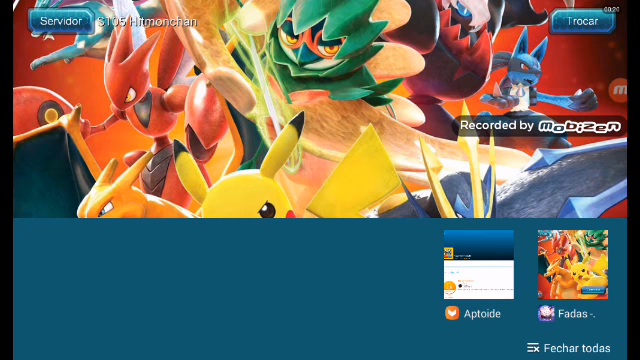 Servidor S105 Hitmonchan
Trocar
Recorded by mobizen
Aptoide
Fadas -.
Fechar todas